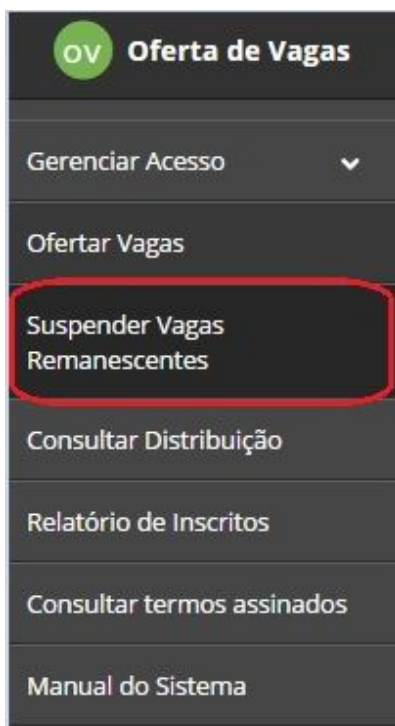 OV Oferta de Vagas
Gerenciar Acesso
Ofertar Vagas
Suspender Vagas
Remanescentes
Consultar Distribuição
Relatório de Inscritos
Consultar termos assinados
Manual do Sistema